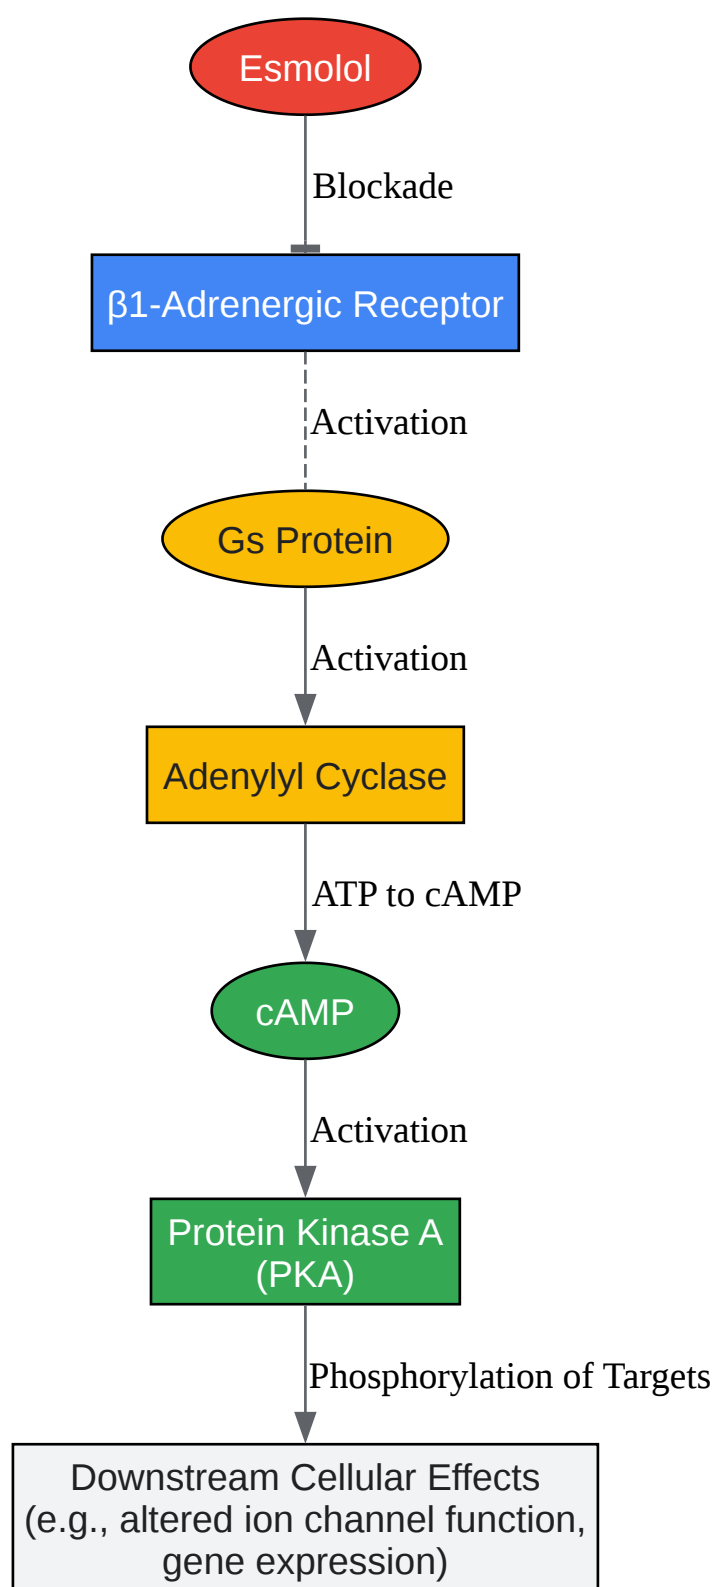 Esmolol
Blockade
β1-Adrenergic Receptor
Activation
Gs Protein
Activation
Adenylyl Cyclase
ATP to cAMP
cAMP
Activation
Protein Kinase A
(PKA)
Phosphorylation of Targets
Downstream Cellular Effects
(e.g., altered ion channel function,
gene expression)